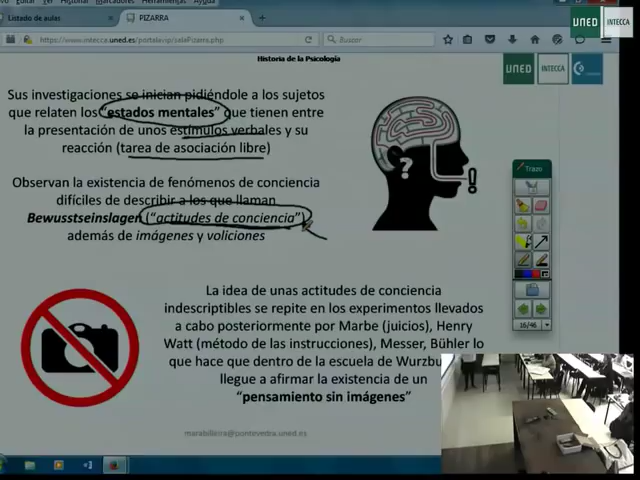 Historial
Marcadores
Herramientas
Ayuda
Listado de aulas
PIZARRA
https://www.intecca.uned.es/portalavip/salaPizarra.php
Buscar
UNED
INTECCA
Historia de la Psicología
UNED
INTECCA
Sus investigaciones se inician pidiéndole a los sujetos
que relaten los "estados mentales" que tienen entre
la presentación de unos estímulos verbales y su
reacción (tarea de asociación libre)
Observan la existencia de fenómenos de conciencia
difíciles de describir a los que llaman
Bewusstseinslagen ("actitudes de conciencia")
además de imágenes y voliciones
?
!
Trazo
16/46
La idea de unas actitudes de conciencia
indescriptibles se repite en los experimentos llevados
a cabo posteriormente por Marbe (juicios), Henry
Watt (método de las instrucciones), Messer, Bühler lo
que hace que dentro de la escuela de Wurzbu
llegue a afirmar la existencia de un
"pensamiento sin imágenes"
@pontevedra.uned.es